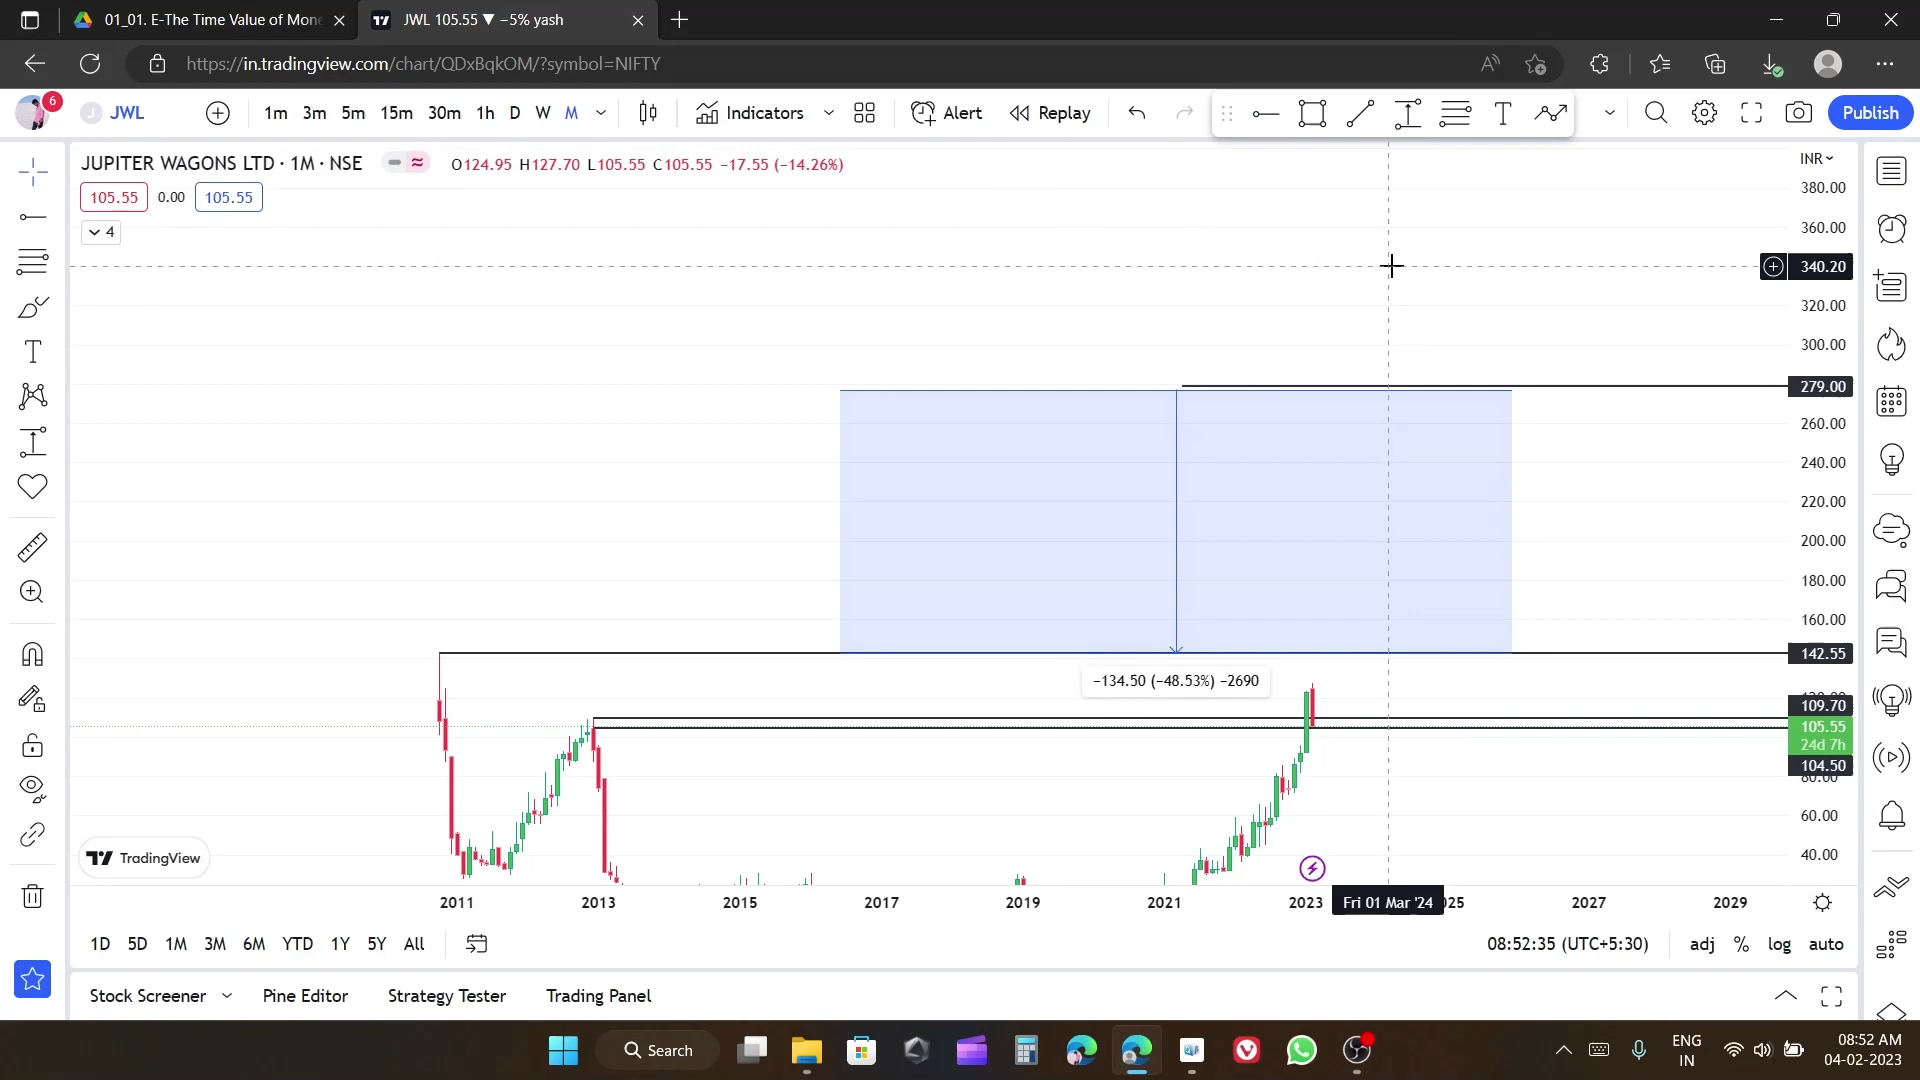 01_01. E-The Time Value of Mone
JWL 105.55 ▼ −5% yash
https://in.tradingview.com/chart/QDxBqkOM/?symbol=NIFTY
6
J
JWL
1m 3m 5m 15m 30m 1h D W M
Indicators
Alert
Replay
Publish
JUPITER WAGONS LTD · 1M · NSE
O124.95 H127.70 L105.55 C105.55 −17.55 (−14.26%)
INR
105.55 0.00 105.55
4
380.00
360.00
340.20
320.00
300.00
279.00
260.00
240.00
220.00
200.00
180.00
160.00
142.55
−134.50 (−48.53%) −2690
109.70
105.55
24d 7h
104.50
60.00
40.00
TradingView
2011 2013 2015 2017 2019 2021 2023 Fri 01 Mar '24 25 2027 2029
1D 5D 1M 3M 6M YTD 1Y 5Y All
08:52:35 (UTC+5:30) adj % log auto
Stock Screener Pine Editor Strategy Tester Trading Panel
Search
ENG
IN
08:52 AM
04-02-2023